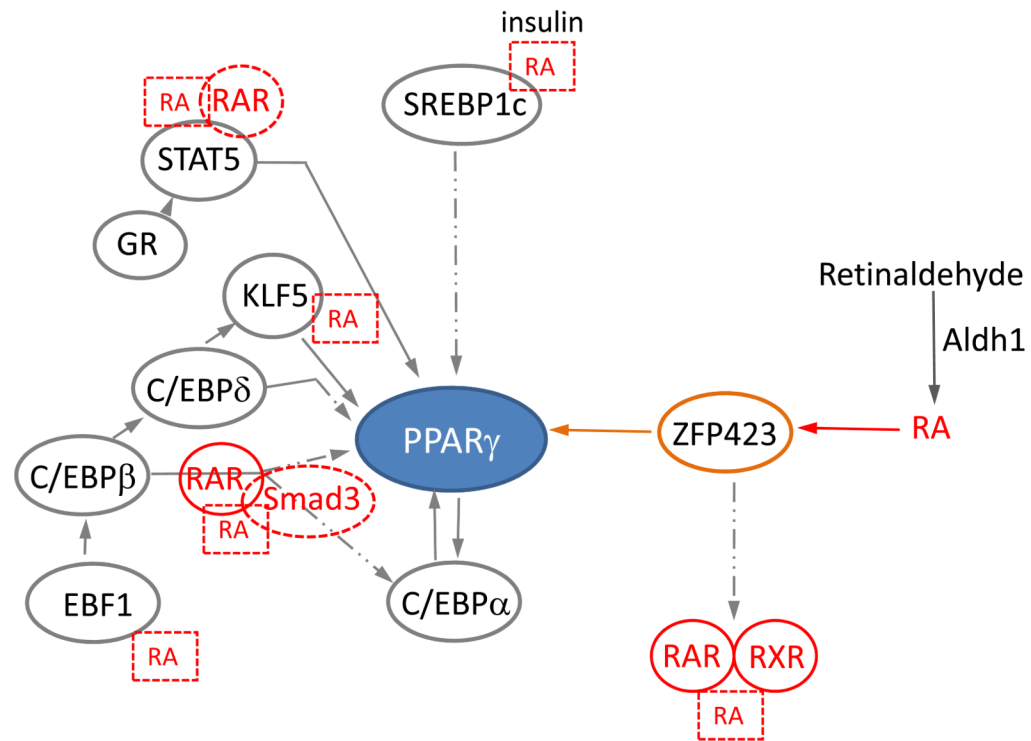 insulin
RA
SREBP1c
RA
RAR
STAT5
GR
KLF5
RA
Retinaldehyde
Aldh1
C/EBPδ
PPARγ
ZFP423
RA
C/EBPβ
RAR
Smad3
RA
EBF1
C/EBPα
RA
RAR
RXR
RA